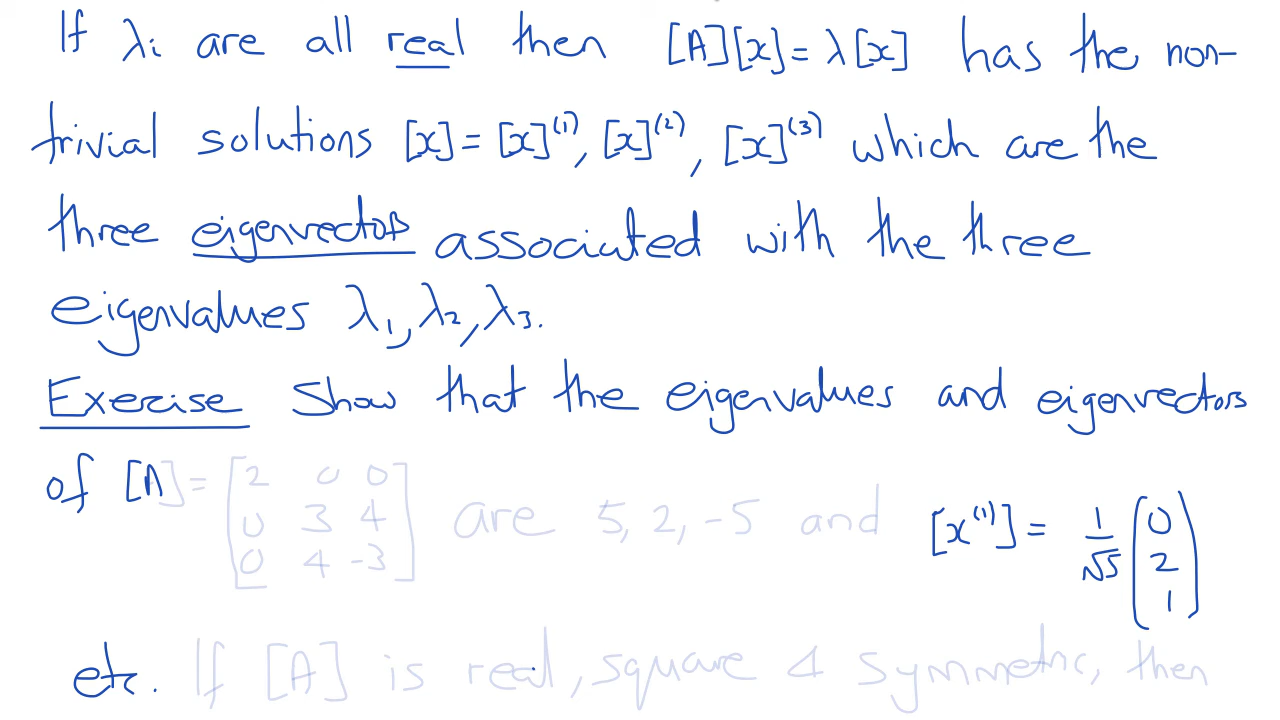 If λi are all real then [A][x] = λ[x] has the non-
trivial solutions [x] = [x]⁽¹⁾, [x]⁽²⁾, [x]⁽³⁾ which are the
three eigenvectors associated with the three
eigenvalues λ₁, λ₂, λ₃.
Exercise Show that the eigenvalues and eigenvectors
of [A] = [2 0 0; 0 3 4; 0 4 -3] are 5, 2, -5 and [x⁽¹⁾] = 1/√5 (0 2 1)
etc. If [A] is real, square & symmetric, then